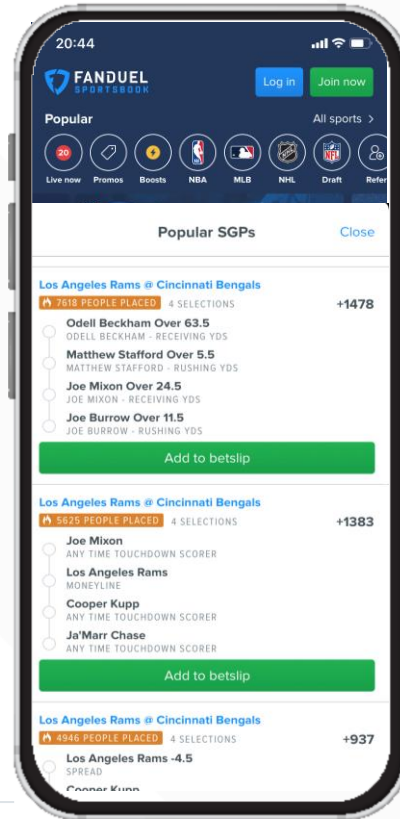 20:44
FANDUEL
SPORTSBOOK
Log in
Join now
Popular
All sports >
20
Live now
Promos
Boosts
NBA
MLB
NHL
Draft
Refer
Popular SGPs
Close
Los Angeles Rams @ Cincinnati Bengals
7618 PEOPLE PLACED 4 SELECTIONS +1478
Odell Beckham Over 63.5
ODELL BECKHAM - RECEIVING YDS
Matthew Stafford Over 5.5
MATTHEW STAFFORD - RUSHING YDS
Joe Mixon Over 24.5
JOE MIXON - RECEIVING YDS
Joe Burrow Over 11.5
JOE BURROW - RUSHING YDS
Add to betslip
Los Angeles Rams @ Cincinnati Bengals
5625 PEOPLE PLACED 4 SELECTIONS +1383
Joe Mixon
ANY TIME TOUCHDOWN SCORER
Los Angeles Rams
MONEYLINE
Cooper Kupp
ANY TIME TOUCHDOWN SCORER
Ja'Marr Chase
ANY TIME TOUCHDOWN SCORER
Add to betslip
Los Angeles Rams @ Cincinnati Bengals
4946 PEOPLE PLACED 4 SELECTIONS +937
Los Angeles Rams -4.5
SPREAD
Cooper Kupp